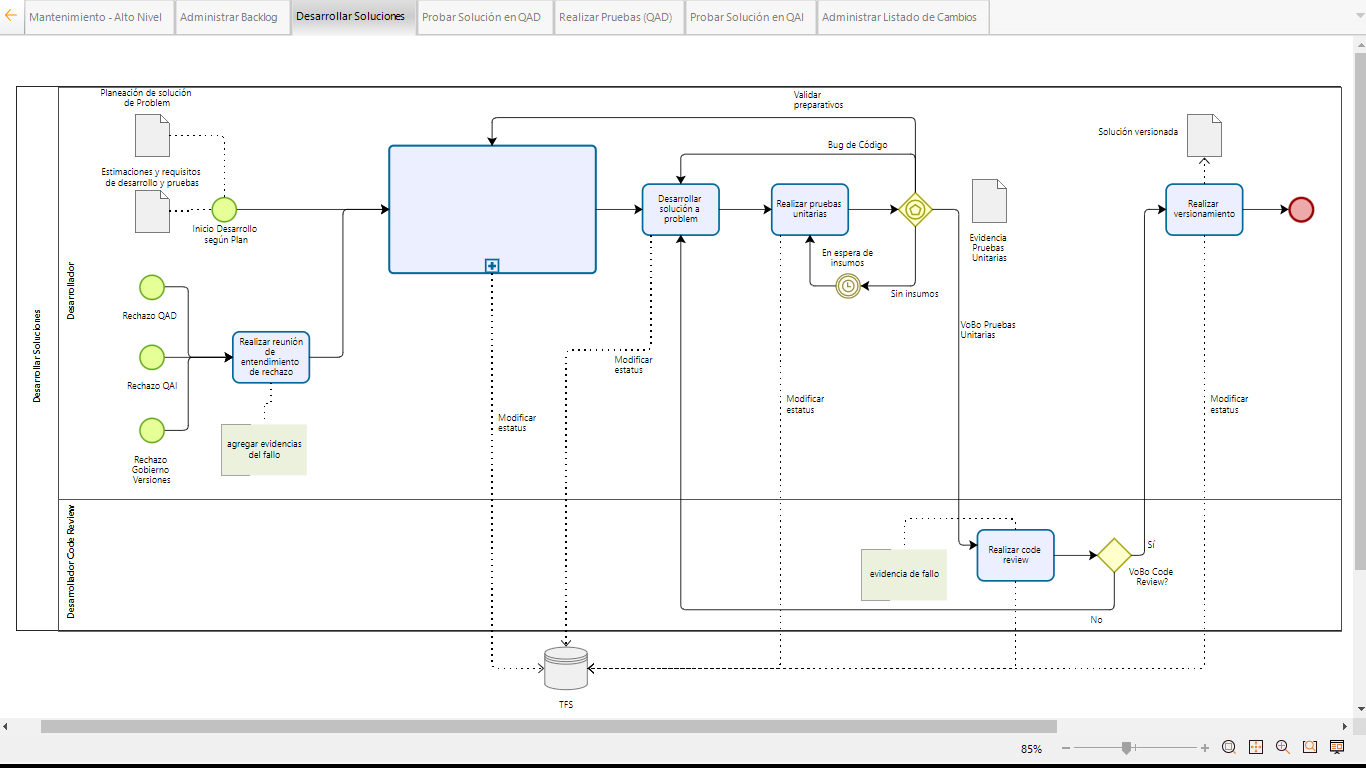 Mantenimiento - Alto Nivel
Administrar Backlog
Desarrollar Soluciones
Probar Solución en QAD
Realizar Pruebas (QAD)
Probar Solución en QAI
Administrar Listado de Cambios
Desarrollar Soluciones
Desarrollador
Planeación de solución
de Problem
Estimaciones y requisitos
de desarrollo y pruebas
Inicio Desarrollo
según Plan
Rechazo QAD
Rechazo QAI
Rechazo
Gobierno
Versiones
Realizar reunión
de
entendimiento
de rechazo
agregar evidencias
del fallo
Validar
preparativos
Bug de Código
Desarrollar
solución a
problem
Realizar pruebas
unitarias
En espera de
insumos
Sin insumos
Evidencia
Pruebas
Unitarias
VoBo Pruebas
Unitarias
Solución versionada
Realizar
versionamiento
Modificar
estatus
Modificar
estatus
Modificar
estatus
Modificar
estatus
Desarrollador Code Review
evidencia de fallo
Realizar code
review
Sí
VoBo Code
Review?
No
TFS
85%